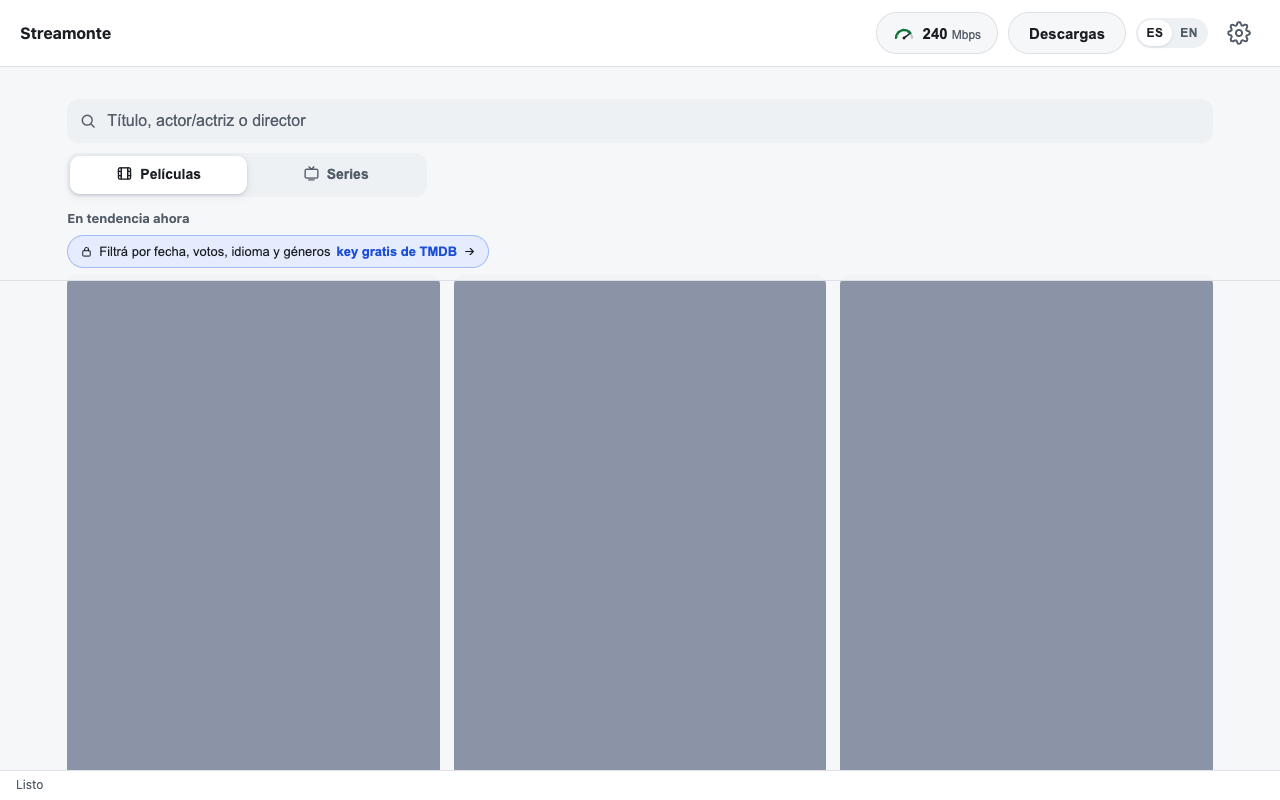 Streamonte
240 Mbps
Descargas
ES EN
Título, actor/actriz o director
Películas
Series
En tendencia ahora
Filtrá por fecha, votos, idioma y géneros key gratis de TMDB →
Listo